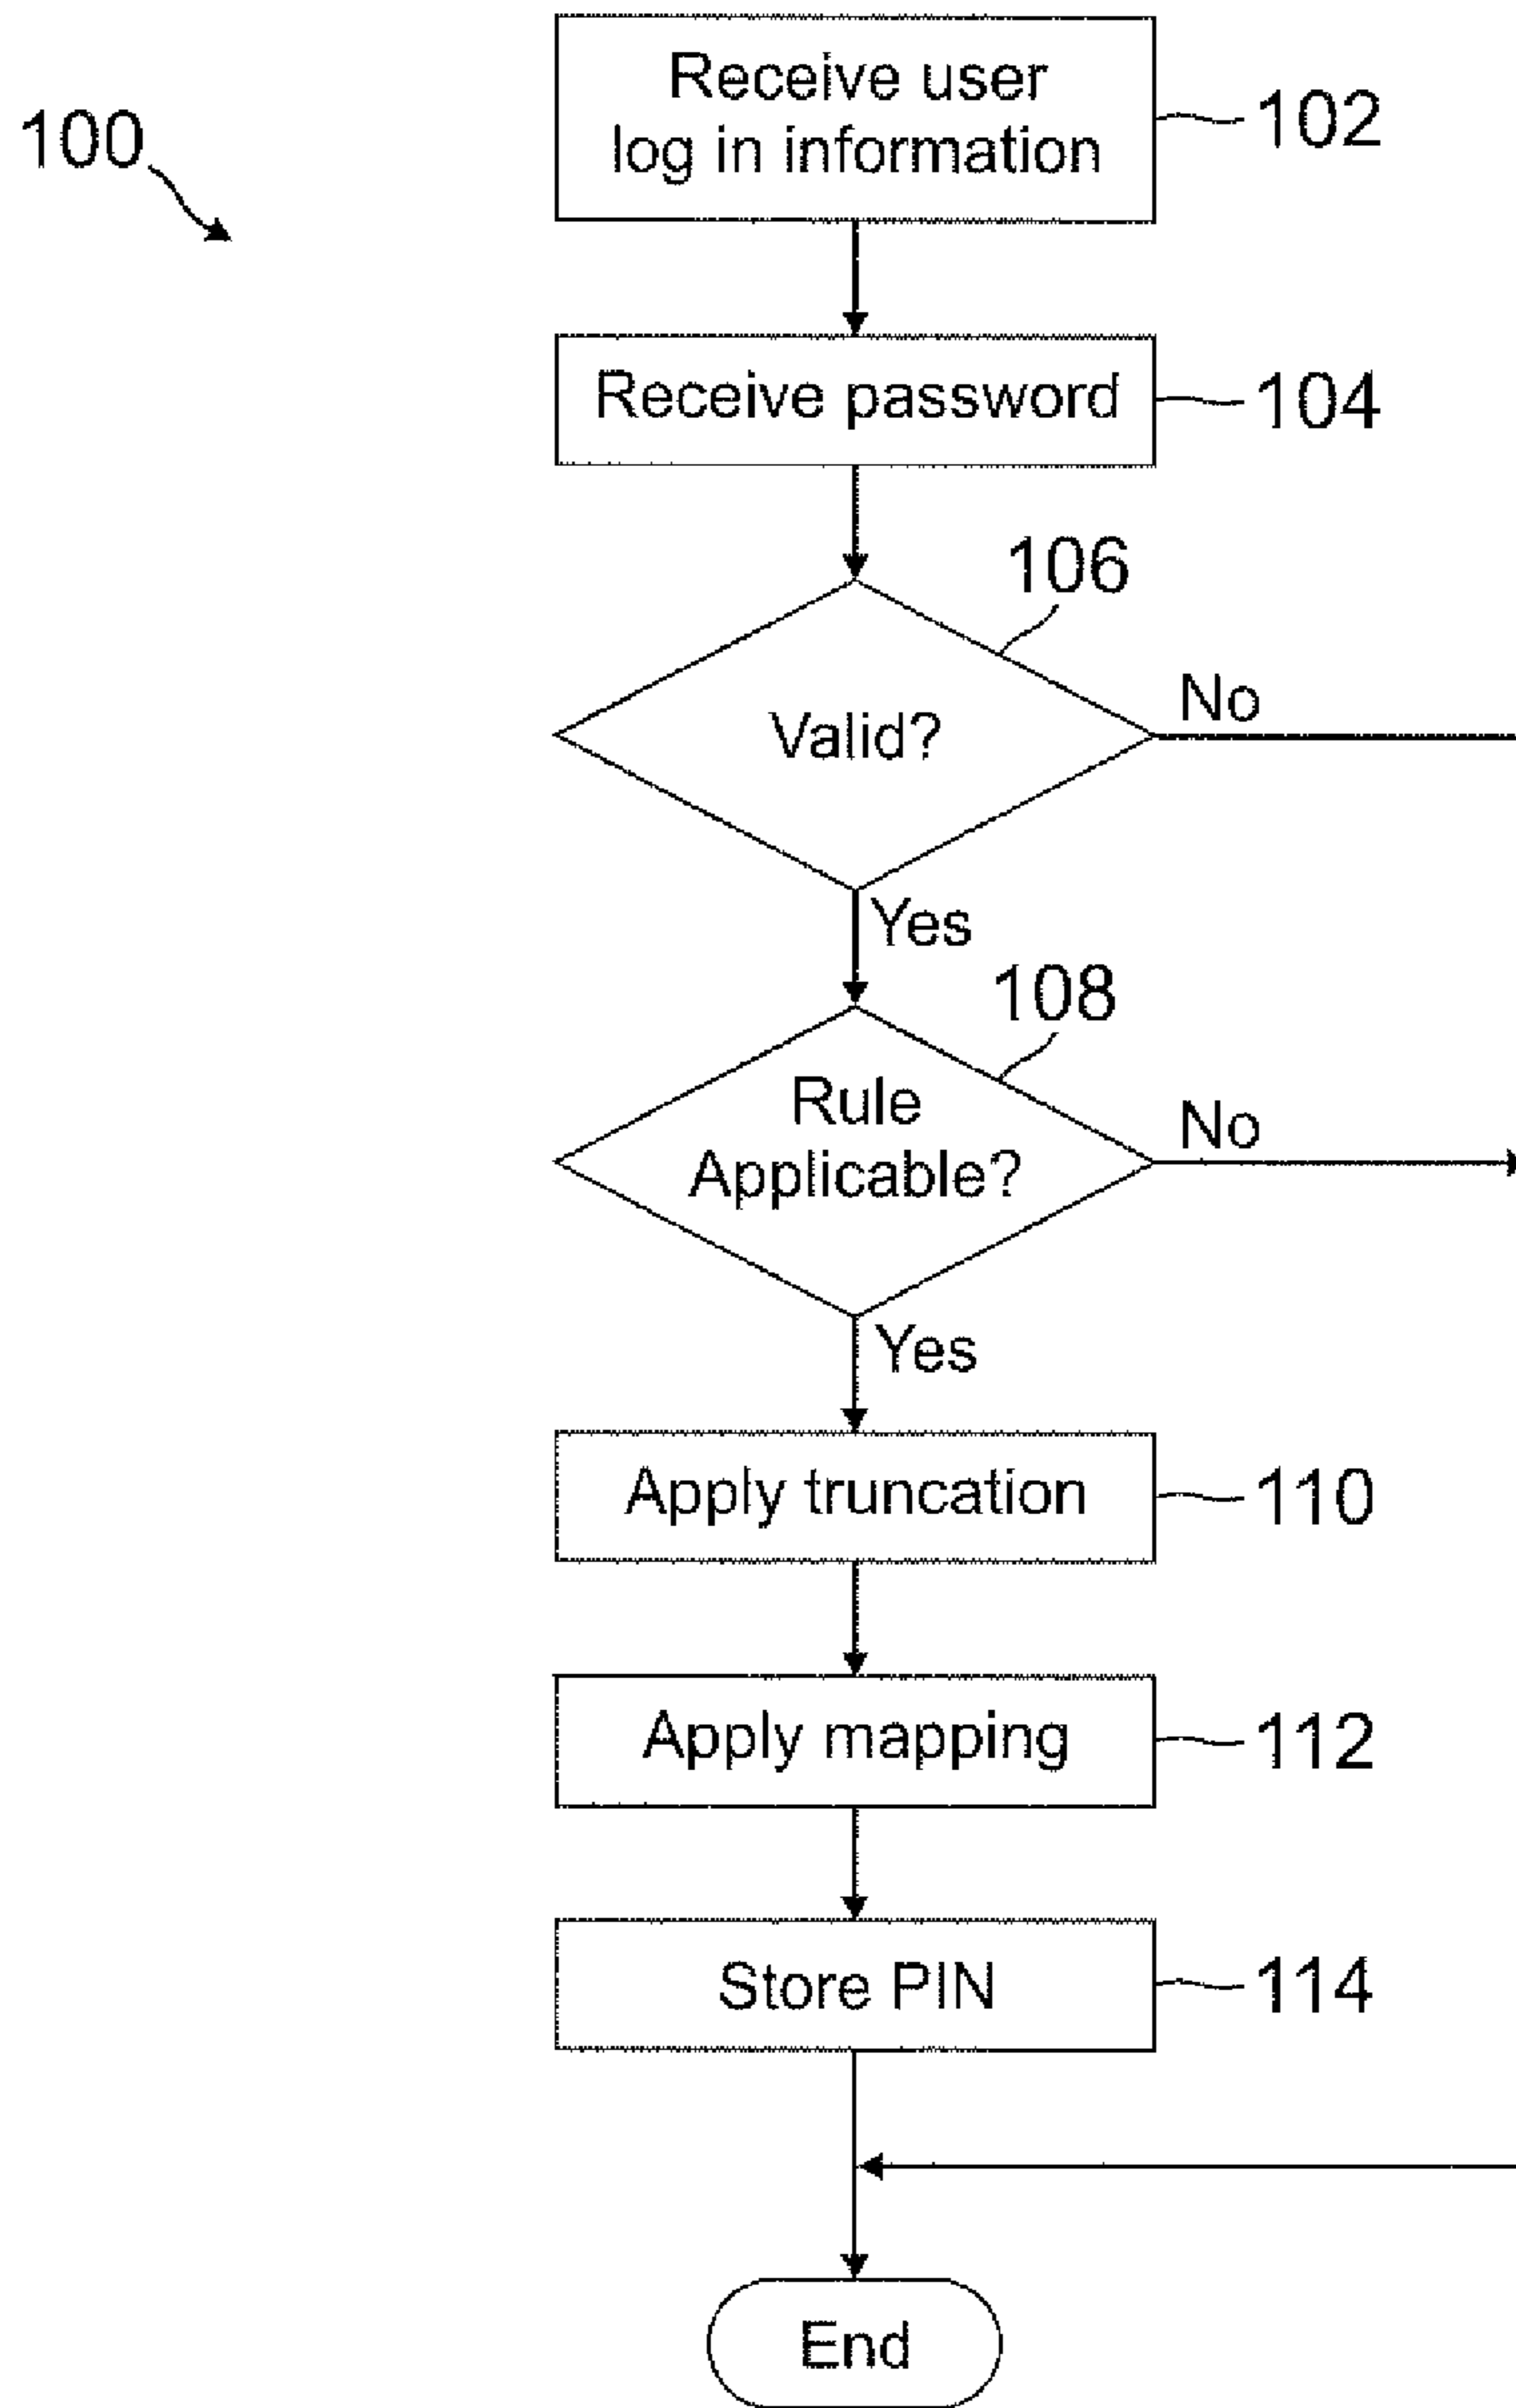 100
Receive user
log in information
102
Receive password
104
106
Valid?
No
Yes
108
Rule
Applicable?
No
Yes
Apply truncation
110
Apply mapping
112
Store PIN
114
End